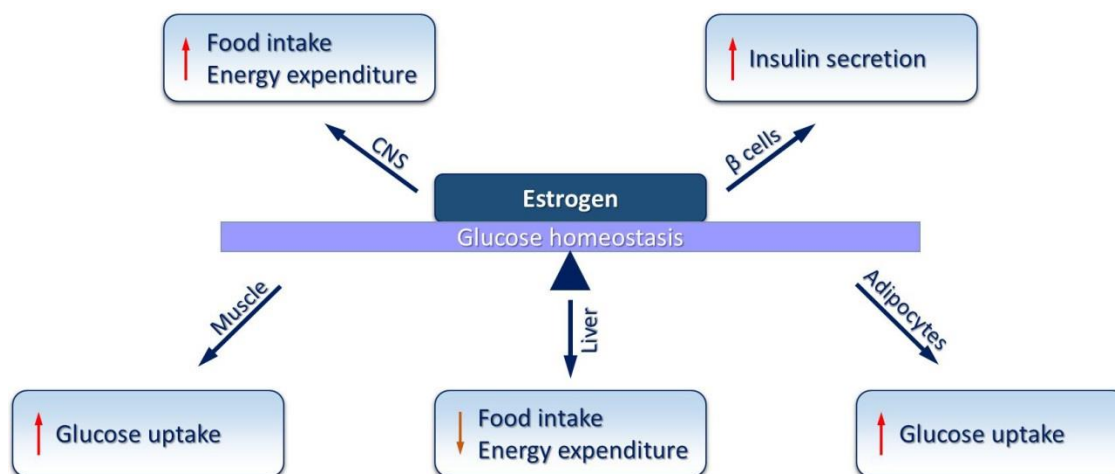 Food intake
Energy expenditure
Insulin secretion
CNS
β cells
Estrogen
Glucose homeostasis
Muscle
Liver
Adipocytes
Glucose uptake
Food intake
Energy expenditure
Glucose uptake